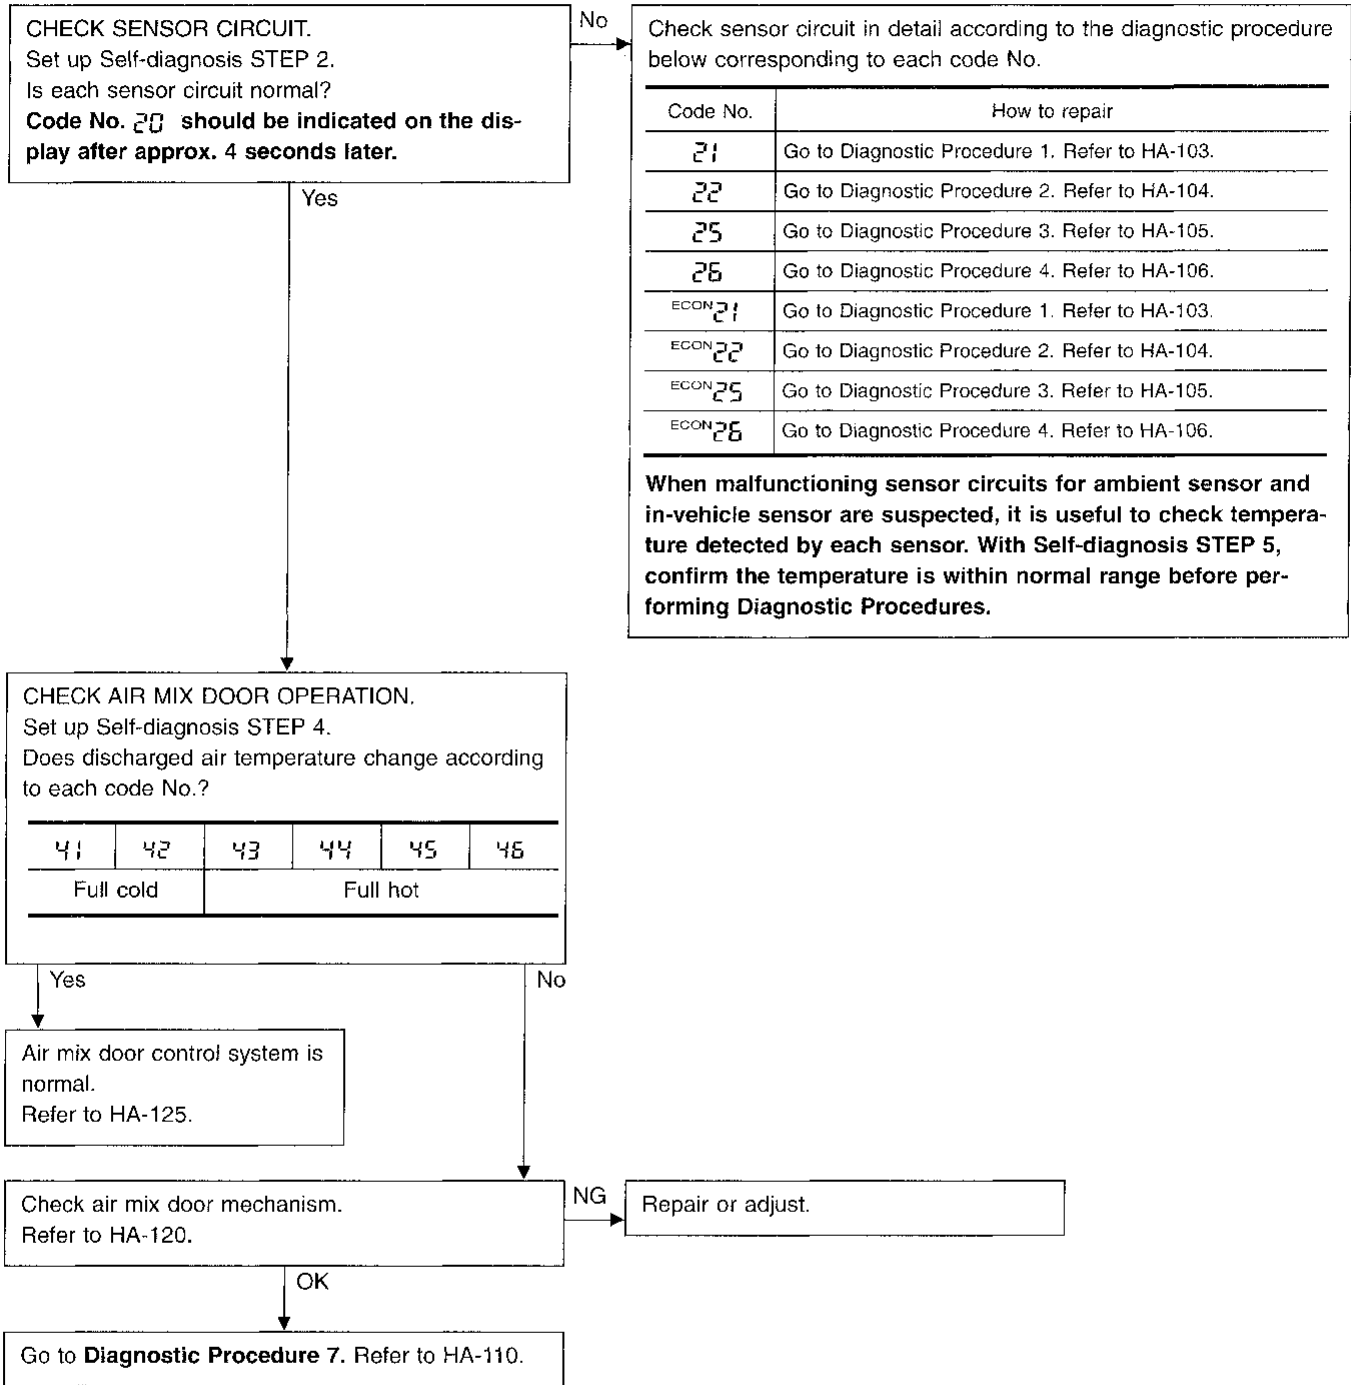 CHECK SENSOR CIRCUIT.
Set up Self-diagnosis STEP 2.
Is each sensor circuit normal?
Code No. 20 should be indicated on the dis-
play after approx. 4 seconds later.
No
Check sensor circuit in detail according to the diagnostic procedure
below corresponding to each code No.
Code No. How to repair
21 Go to Diagnostic Procedure 1. Refer to HA-103.
22 Go to Diagnostic Procedure 2. Refer to HA-104.
25 Go to Diagnostic Procedure 3. Refer to HA-105.
26 Go to Diagnostic Procedure 4. Refer to HA-106.
ECON 21 Go to Diagnostic Procedure 1. Refer to HA-103.
ECON 22 Go to Diagnostic Procedure 2. Refer to HA-104.
ECON 25 Go to Diagnostic Procedure 3. Refer to HA-105.
ECON 26 Go to Diagnostic Procedure 4. Refer to HA-106.
When malfunctioning sensor circuits for ambient sensor and
in-vehicle sensor are suspected, it is useful to check tempera-
ture detected by each sensor. With Self-diagnosis STEP 5,
confirm the temperature is within normal range before per-
forming Diagnostic Procedures.
Yes
CHECK AIR MIX DOOR OPERATION.
Set up Self-diagnosis STEP 4.
Does discharged air temperature change according
to each code No.?
41 42 43 44 45 46
Full cold Full hot
Yes No
Air mix door control system is
normal.
Refer to HA-125.
Check air mix door mechanism.
Refer to HA-120.
NG
Repair or adjust.
OK
Go to Diagnostic Procedure 7. Refer to HA-110.